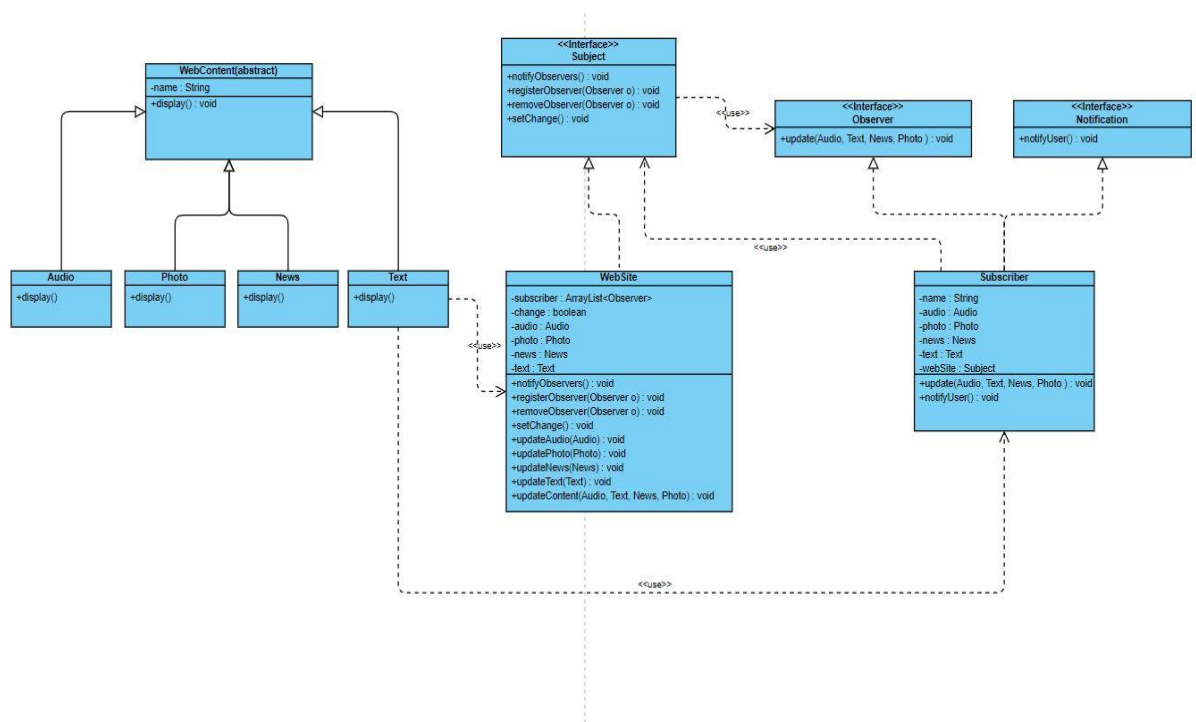 WebContent(abstract)
-name : String
+display() : void
<<Interface>>
Subject
+notifyObservers() : void
+registerObserver(Observer o) : void
+removeObserver(Observer o) : void
+setChange() : void
<<use>>
<<Interface>>
Observer
+update(Audio, Text, News, Photo ) : void
<<Interface>>
Notification
+notifyUser() : void
<<use>>
Audio
+display()
Photo
+display()
News
+display()
Text
+display()
<<use>>
WebSite
-subscriber : ArrayList<Observer>
-change : boolean
-audio : Audio
-photo : Photo
-news : News
-text : Text
+notifyObservers() : void
+registerObserver(Observer o) : void
+removeObserver(Observer o) : void
+setChange() : void
+updateAudio(Audio) : void
+updatePhoto(Photo) : void
+updateNews(News) : void
+updateText(Text) : void
+updateContent(Audio, Text, News, Photo) : void
Subscriber
-name : String
-audio : Audio
-photo : Photo
-news : News
-text : Text
-webSite : Subject
+update(Audio, Text, News, Photo ) : void
+notifyUser() : void
<<use>>